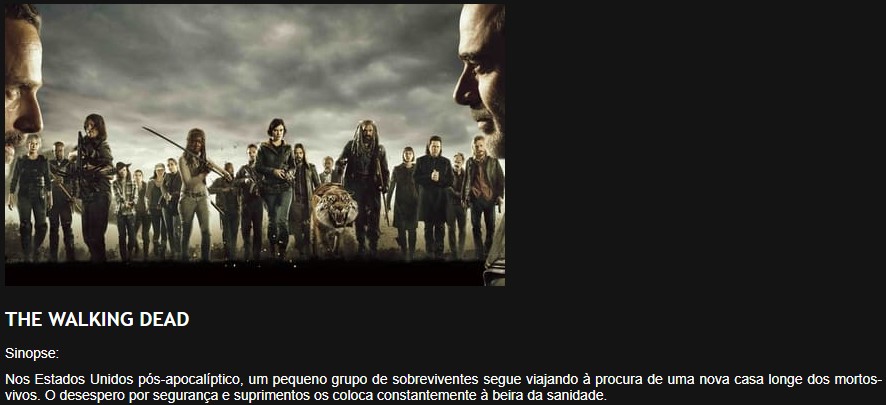 THE WALKING DEAD
Sinopse:
Nos Estados Unidos pós-apocalíptico, um pequeno grupo de sobreviventes segue viajando à procura de uma nova casa longe dos mortos-
vivos. O desespero por segurança e suprimentos os coloca constantemente à beira da sanidade.